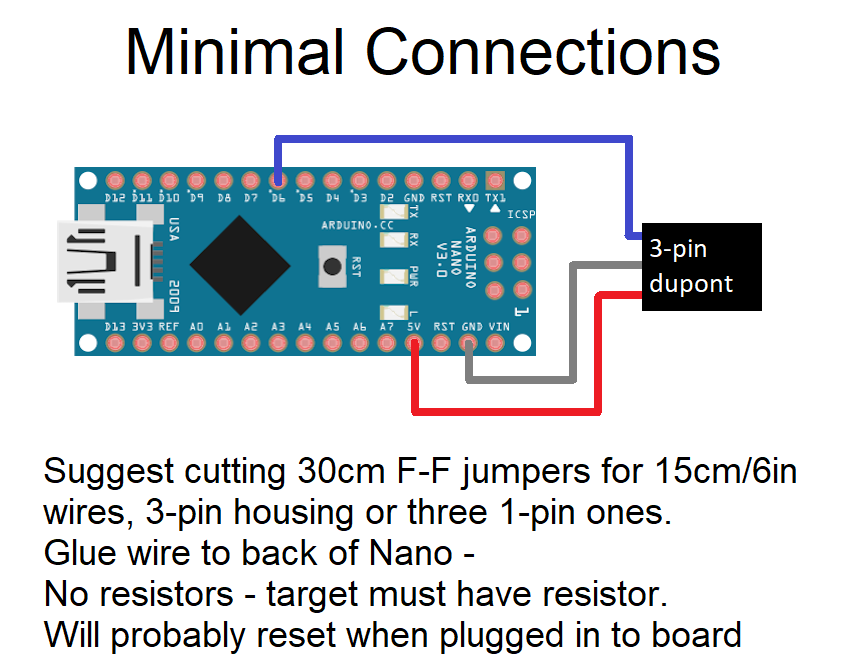 Minimal Connections
D12 D11 D10 D9 D8 D7 D6 D5 D4 D3 D2 GND RST RX0 TX1
ICSP
USA
TX
ARDUINO.CC
RX
ARDUINO
NANO
V3.0
RST
PWR
2009
L
1
D13 3V3 REF A0 A1 A2 A3 A4 A5 A6 A7 5V RST GND VIN
3-pin
dupont
Suggest cutting 30cm F-F jumpers for 15cm/6in
wires, 3-pin housing or three 1-pin ones.
Glue wire to back of Nano -
No resistors - target must have resistor.
Will probably reset when plugged in to board